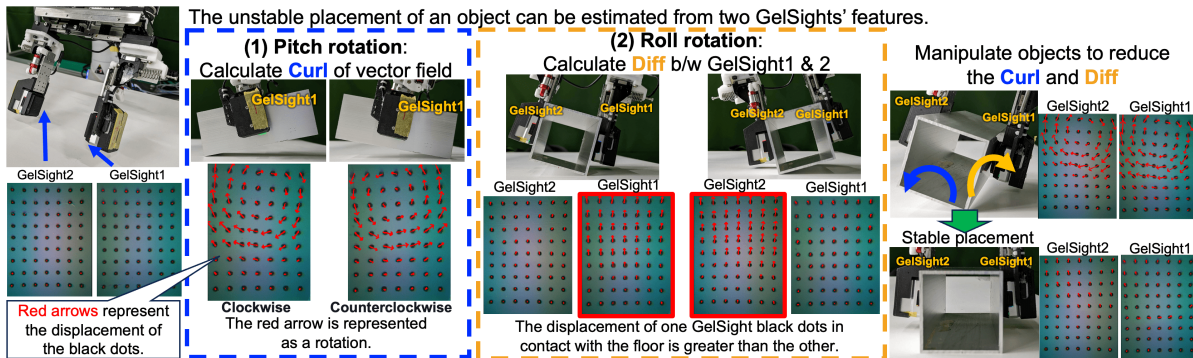 The unstable placement of an object can be estimated from two GelSights' features.
GelSight2
GelSight1
Red arrows represent
the displacement of
the black dots.
(1) Pitch rotation:
Calculate Curl of vector field
GelSight1
GelSight1
Clockwise
Counterclockwise
The red arrow is represented
as a rotation.
(2) Roll rotation:
Calculate Diff b/w GelSight1 & 2
GelSight2
GelSight1
GelSight2
GelSight1
GelSight2
GelSight1
GelSight2
GelSight1
The displacement of one GelSight black dots in
contact with the floor is greater than the other.
Manipulate objects to reduce
the Curl and Diff
GelSight2
GelSight1
GelSight2
GelSight1
Stable placement
GelSight2
GelSight1
GelSight2
GelSight1